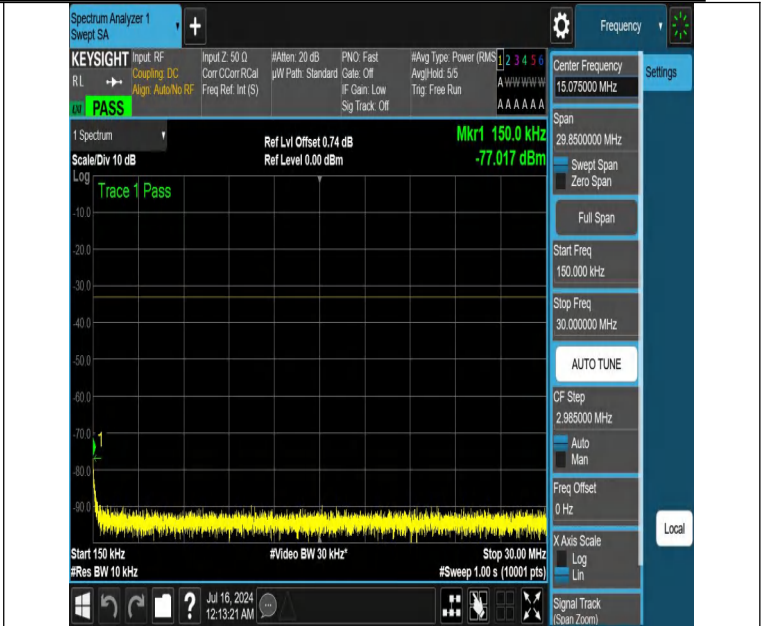 Spectrum Analyzer 1
Swept SA
+
Frequency
KEYSIGHT
RL
LXI
PASS
Input: RF
Coupling: DC
Align: Auto/No RF
Input Z: 50 Ω
Corr CCorr RCal
Freq Ref: Int (S)
#Atten: 20 dB
µW Path: Standard
PNO: Fast
Gate: Off
IF Gain: Low
Sig Track: Off
#Avg Type: Power (RMS
Avg|Hold: 5/5
Trig: Free Run
1 2 3 4 5 6
A W W W W W
A A A A A A
1 Spectrum
Scale/Div 10 dB
Log
Ref Lvl Offset 0.74 dB
Ref Level 0.00 dBm
Mkr1 150.0 kHz
-77.017 dBm
Trace 1 Pass
-10.0
-20.0
-30.0
-40.0
-50.0
-60.0
-70.0
1
-80.0
-90.0
Start 150 kHz
#Res BW 10 kHz
#Video BW 30 kHz*
Stop 30.00 MHz
#Sweep 1.00 s (10001 pts)
Center Frequency
15.075000 MHz
Settings
Span
29.8500000 MHz
Swept Span
Zero Span
Full Span
Start Freq
150.000 kHz
Stop Freq
30.000000 MHz
AUTO TUNE
CF Step
2.985000 MHz
Auto
Man
Freq Offset
0 Hz
X Axis Scale
Log
Lin
Local
Signal Track
(Span Zoom)
?
Jul 16, 2024
12:13:21 AM